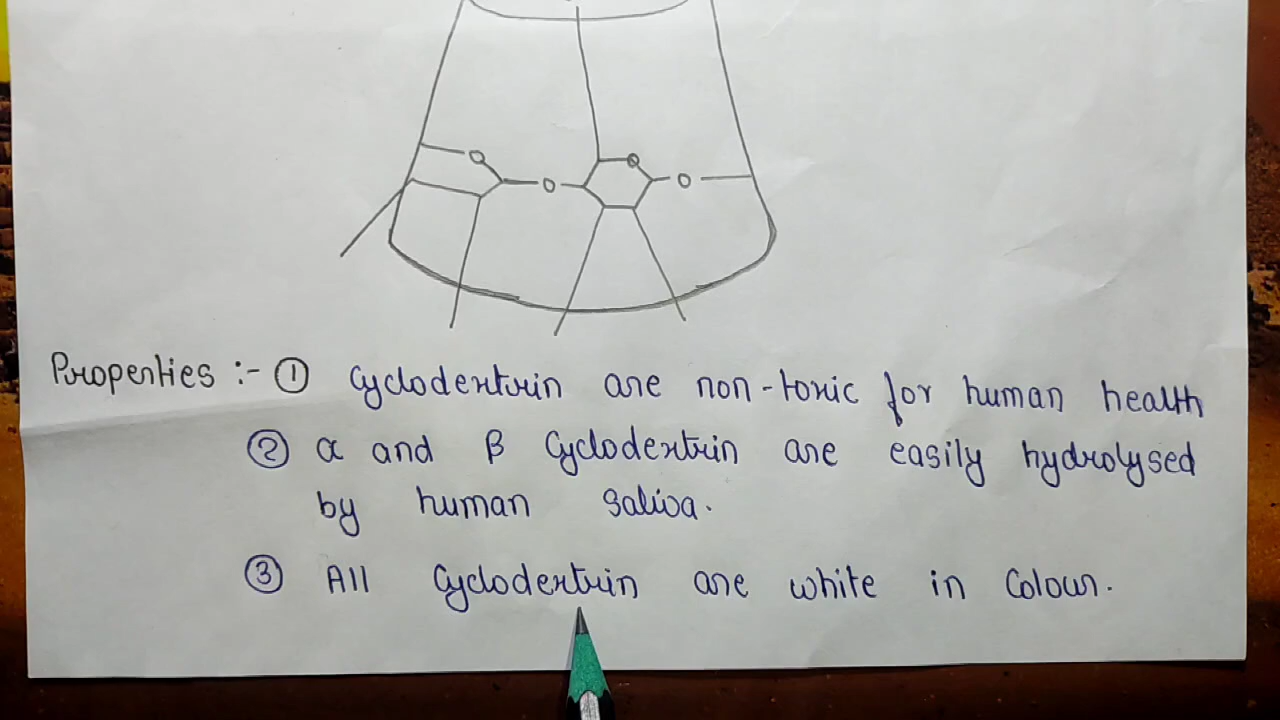 O
O
O
O
Properties :- ① Cyclodextrin are non-toxic for human health
② α and β Cyclodextrin are easily hydrolysed
by human saliva.
③ All Cyclodextrin are white in Colour.